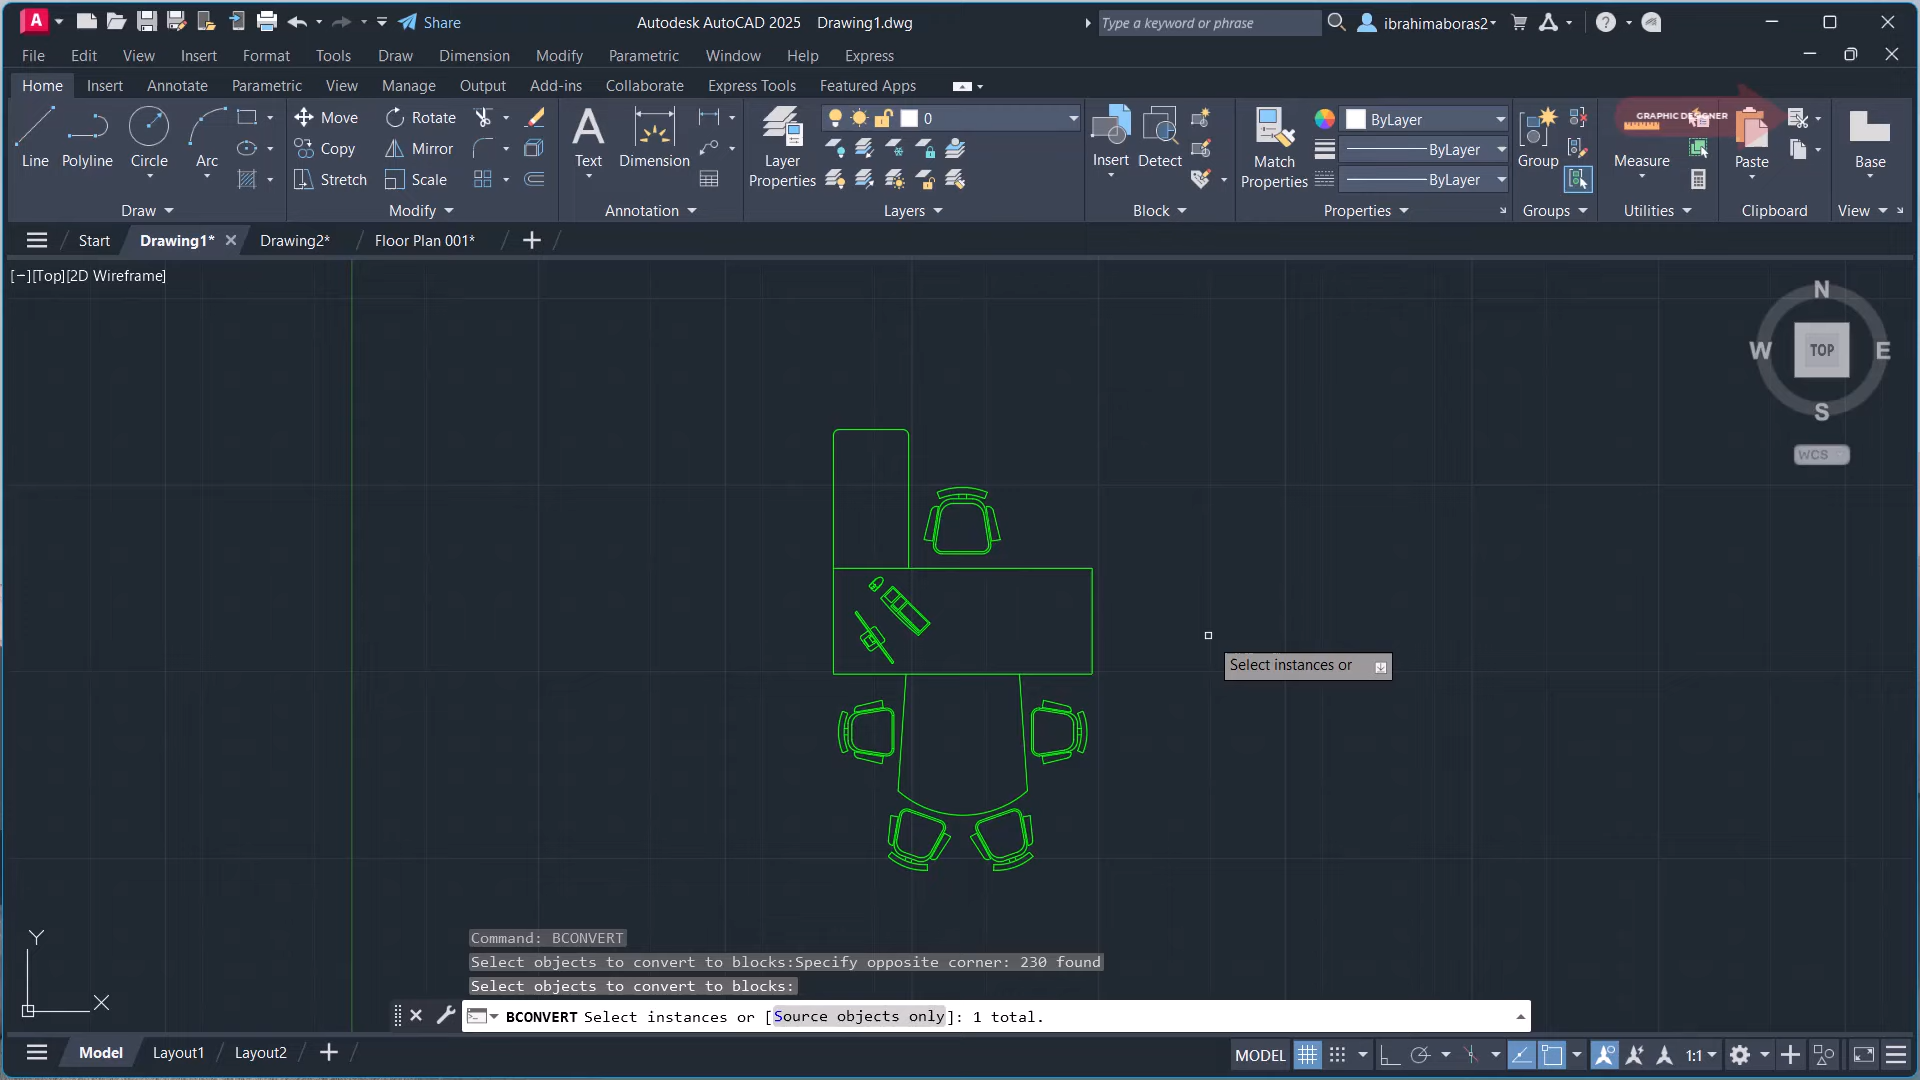 A
Share
Autodesk AutoCAD 2025 Drawing1.dwg
Type a keyword or phrase
ibrahimaboras2
File Edit View Insert Format Tools Draw Dimension Modify Parametric Window Help Express
Home Insert Annotate Parametric View Manage Output Add-ins Collaborate Express Tools Featured Apps
Line Polyline Circle Arc
Move Rotate
Copy Mirror
Stretch Scale
Text Dimension
Layer Properties
0
Insert Detect
Match Properties
ByLayer
ByLayer
ByLayer
Group
Measure
GRAPHIC DESIGNER
Paste
Base
Draw Modify Annotation Layers Block Properties Groups Utilities Clipboard View
Start Drawing1* Drawing2* Floor Plan 001*
[−][Top][2D Wireframe]
N
W TOP E
S
WCS
Select instances or
Y
X
Command: BCONVERT
Select objects to convert to blocks:Specify opposite corner: 230 found
Select objects to convert to blocks:
BCONVERT Select instances or [Source objects only]: 1 total.
Model Layout1 Layout2
MODEL 1:1